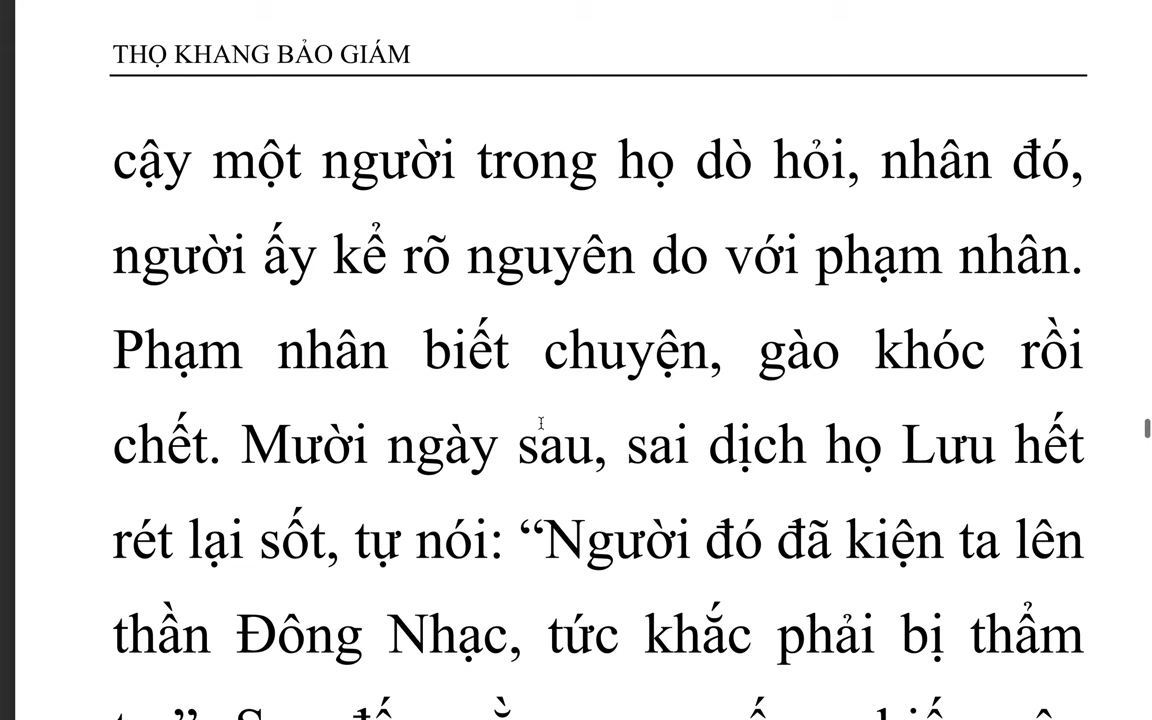 THỌ KHANG BẢO GIÁM
cậy một người trong họ dò hỏi, nhân đó,
người ấy kể rõ nguyên do với phạm nhân.
Phạm nhân biết chuyện, gào khóc rồi
chết. Mười ngày sau, sai dịch họ Lưu hết
rét lại sốt, tự nói: “Người đó đã kiện ta lên
thần Đông Nhạc, tức khắc phải bị thẩm